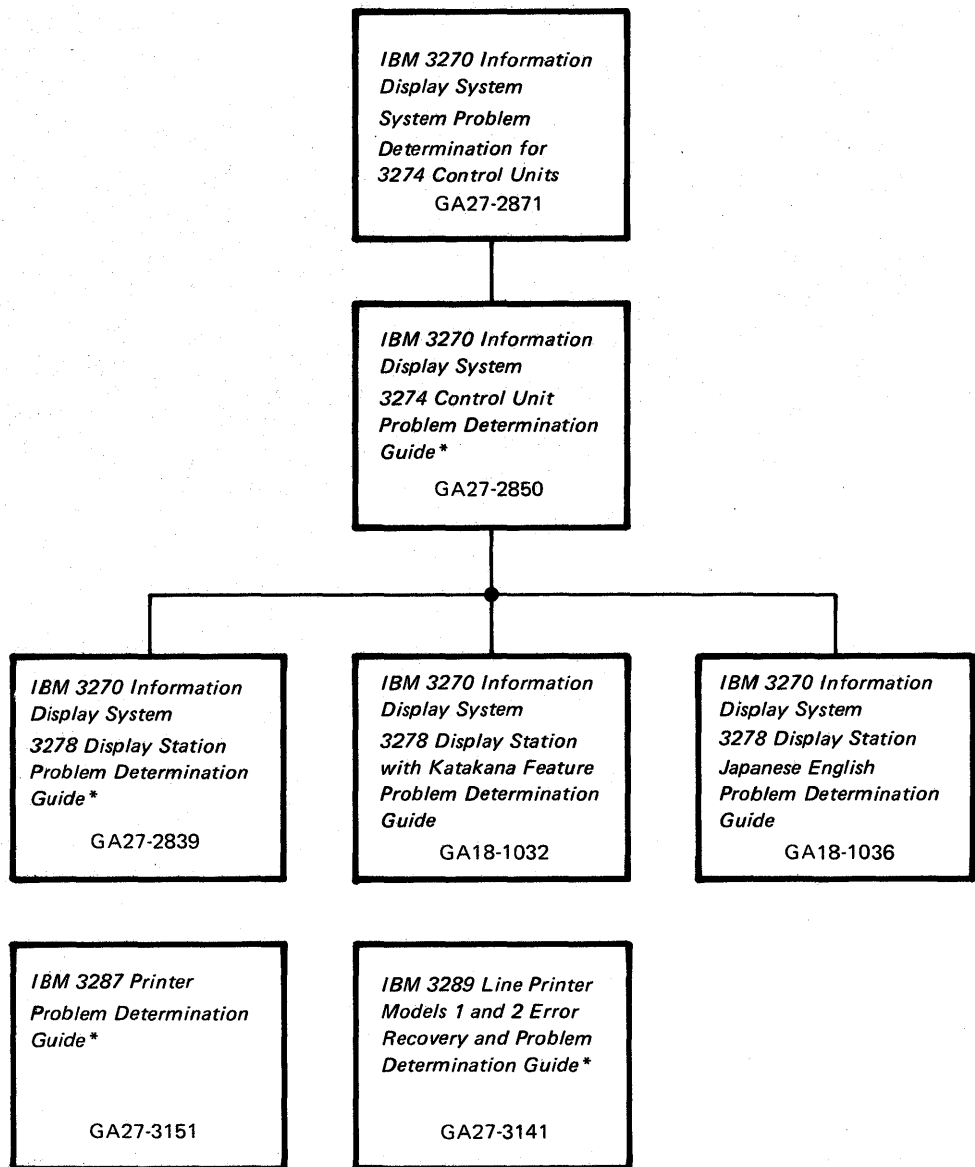 IBM 3270 Information
Display System
System Problem
Determination for
3274 Control Units
GA27-2871
IBM 3270 Information
Display System
3274 Control Unit
Problem Determination
Guide*
GA27-2850
IBM 3270 Information
Display System
3278 Display Station
Problem Determination
Guide*
GA27-2839
IBM 3270 Information
Display System
3278 Display Station
with Katakana Feature
Problem Determination
Guide
GA18-1032
IBM 3270 Information
Display System
3278 Display Station
Japanese English
Problem Determination
Guide
GA18-1036
IBM 3287 Printer
Problem Determination
Guide*
GA27-3151
IBM 3289 Line Printer
Models 1 and 2 Error
Recovery and Problem
Determination Guide*
GA27-3141